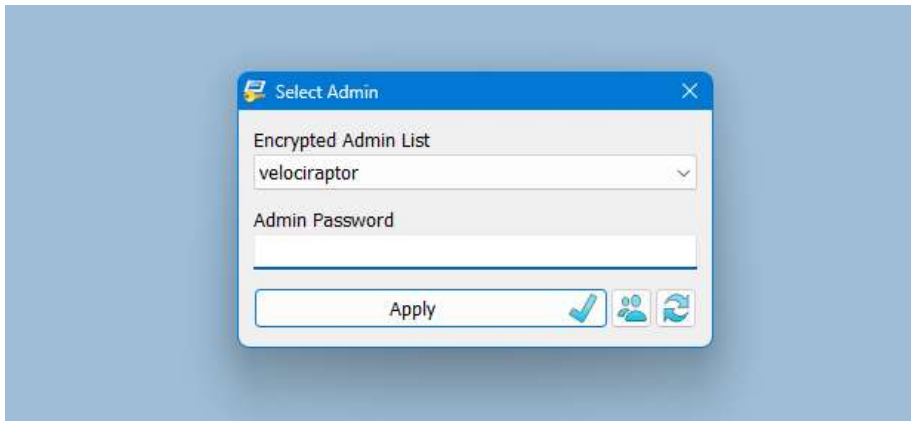 Select Admin
Encrypted Admin List
velociraptor
Admin Password
Apply